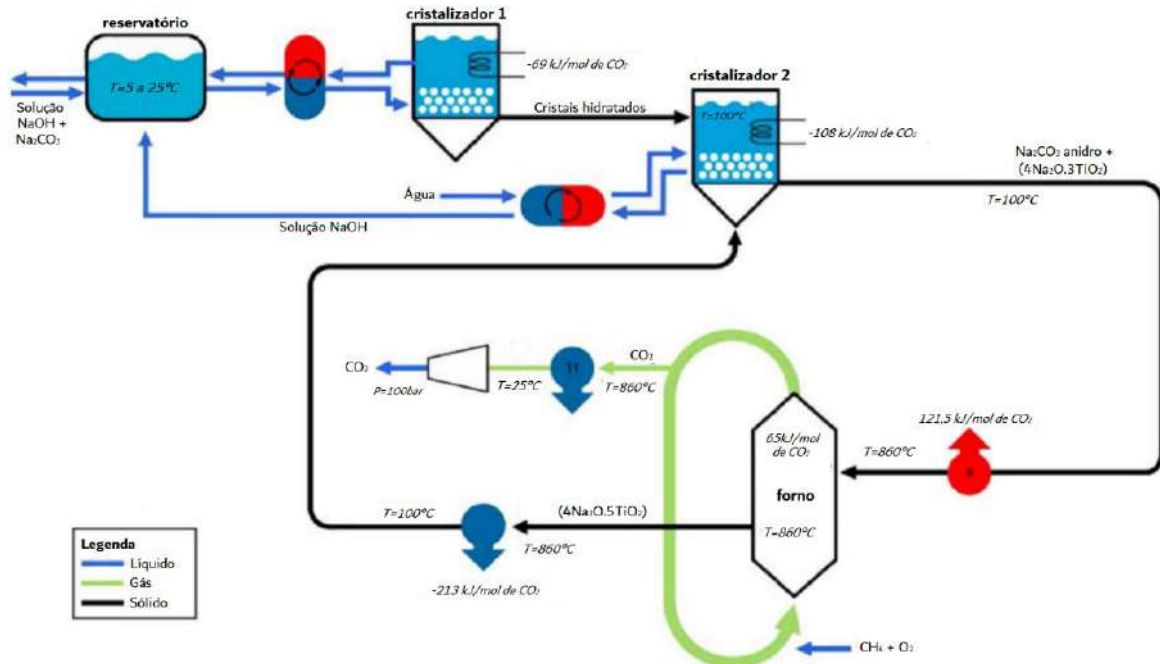 reservatório
T=5 a 25°C
Solução
NaOH +
Na₂CO₃
cristalizador 1
-69 kJ/mol de CO₂
Cristais hidratados
cristalizador 2
T=100°C
-108 kJ/mol de CO₂
Na₂CO₃ anidro +
(4Na₂O.3TiO₂)
T=100°C
Água
Solução NaOH
CO₂
P=100bar
T=25°C
CO₂
T=860°C
65kJ/mol
de CO₂
forno
T=860°C
121,5 kJ/mol de CO₂
T=860°C
(4Na₂O.5TiO₂)
T=100°C
T=860°C
-213 kJ/mol de CO₂
CH₄ + O₂
Legenda
Líquido
Gás
Sólido